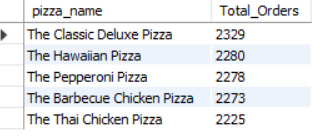 pizza_name Total_Orders
The Classic Deluxe Pizza 2329
The Hawaiian Pizza 2280
The Pepperoni Pizza 2278
The Barbecue Chicken Pizza 2273
The Thai Chicken Pizza 2225